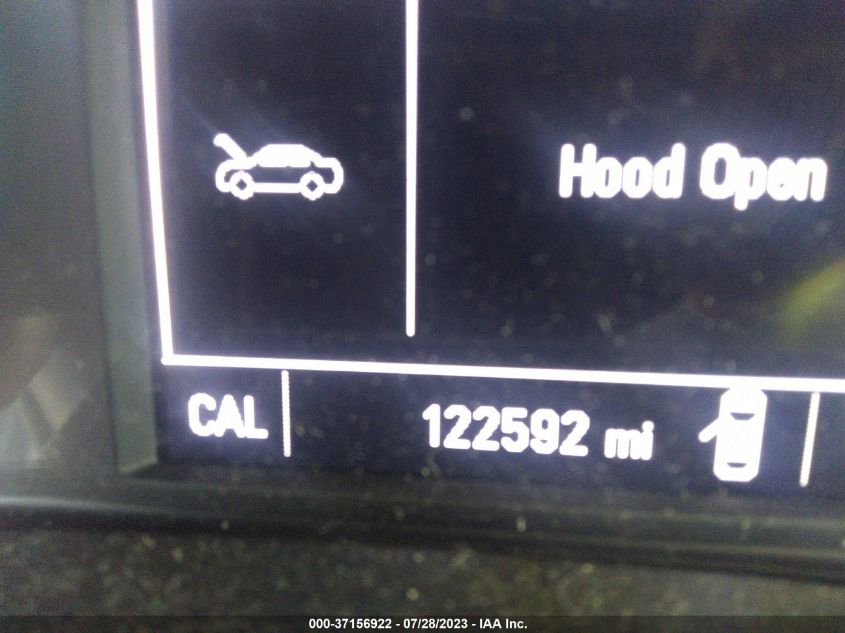 Hood Open
CAL 122592 mi
000-37156922 - 07/28/2023 - IAA Inc.